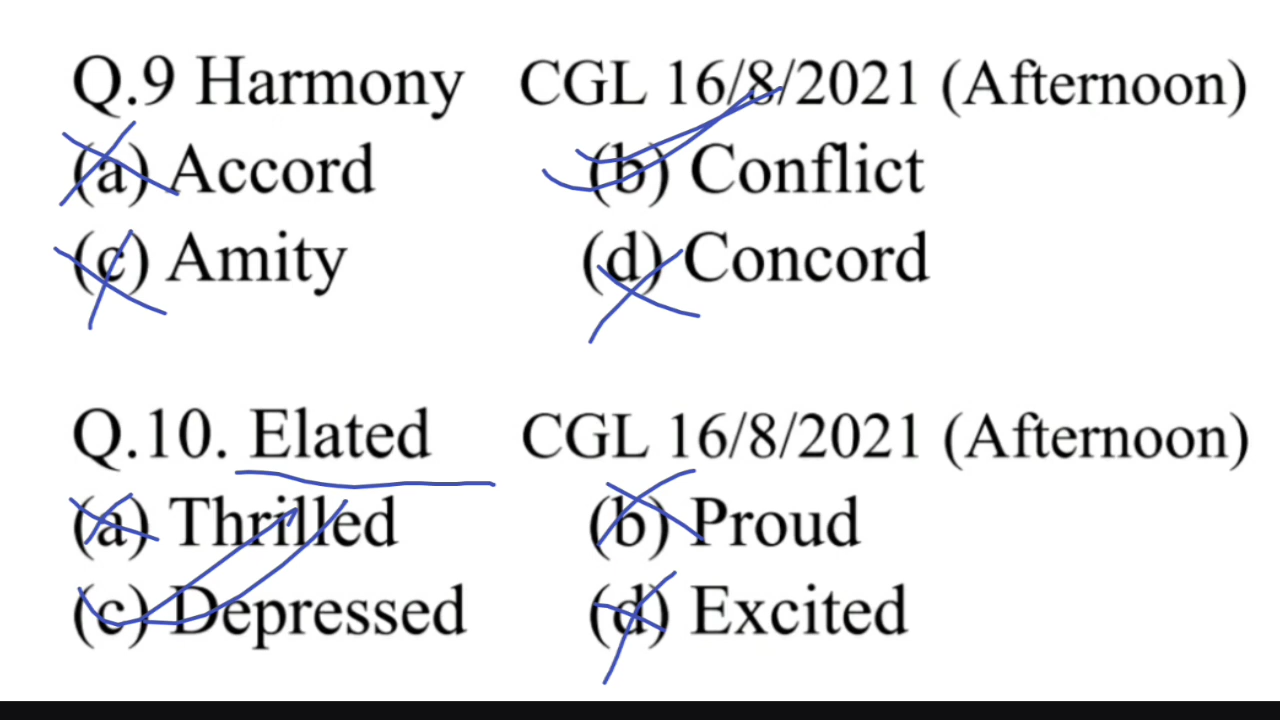 Q.9 Harmony CGL 16/8/2021 (Afternoon)
(a) Accord (b) Conflict
(c) Amity (d) Concord
Q.10. Elated CGL 16/8/2021 (Afternoon)
(a) Thrilled (b) Proud
(c) Depressed (d) Excited